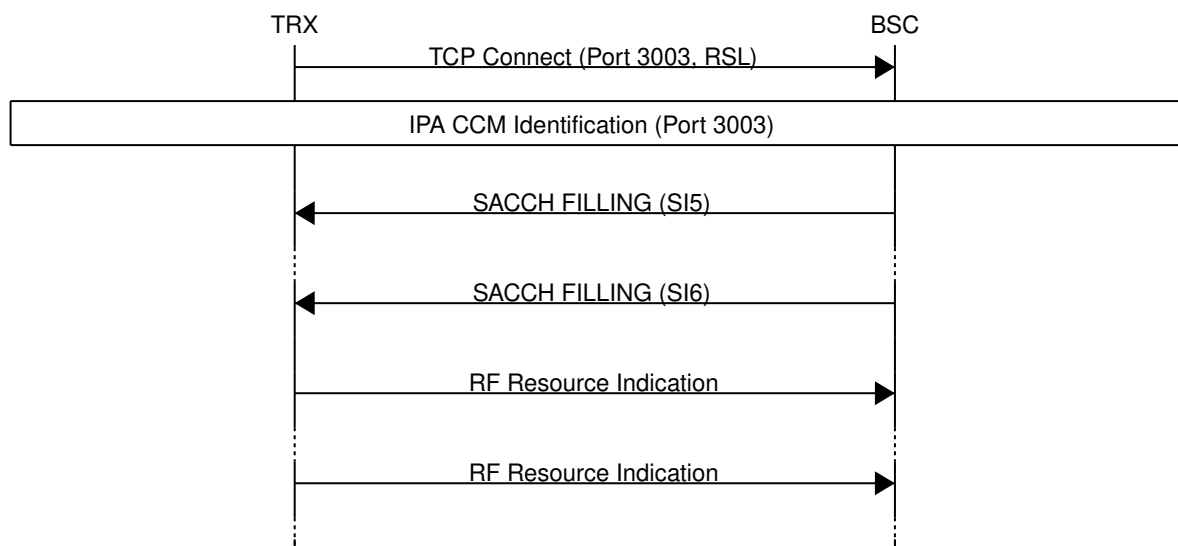 TRX BSC
TCP Connect (Port 3003, RSL)
IPA CCM Identification (Port 3003)
SACCH FILLING (SI5)
SACCH FILLING (SI6)
RF Resource Indication
RF Resource Indication